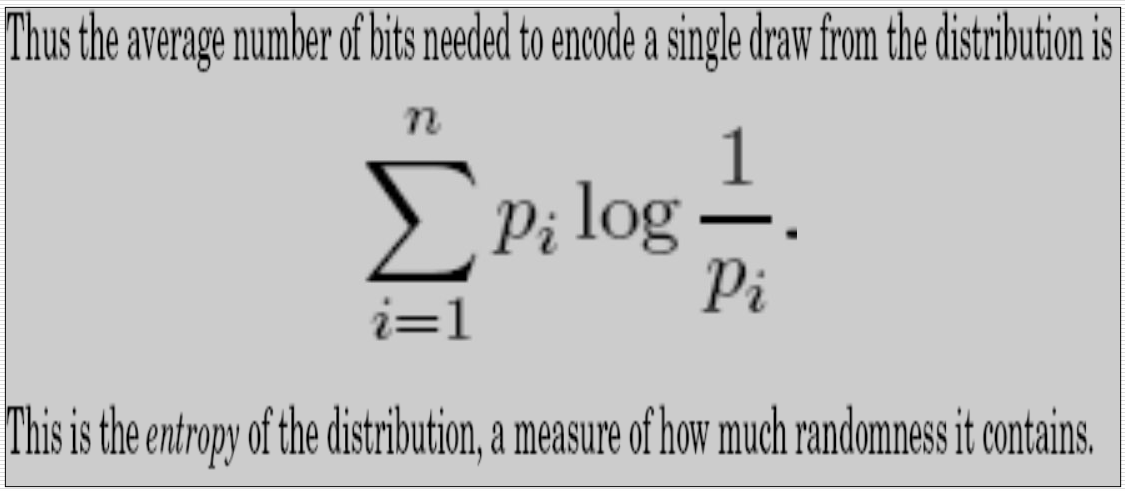 Thus the average number of bits needed to encode a single draw from the distribution is
$$\sum_{i=1}^{n} p_i \log \frac{1}{p_i}.$$
This is the entropy of the distribution, a measure of how much randomness it contains.